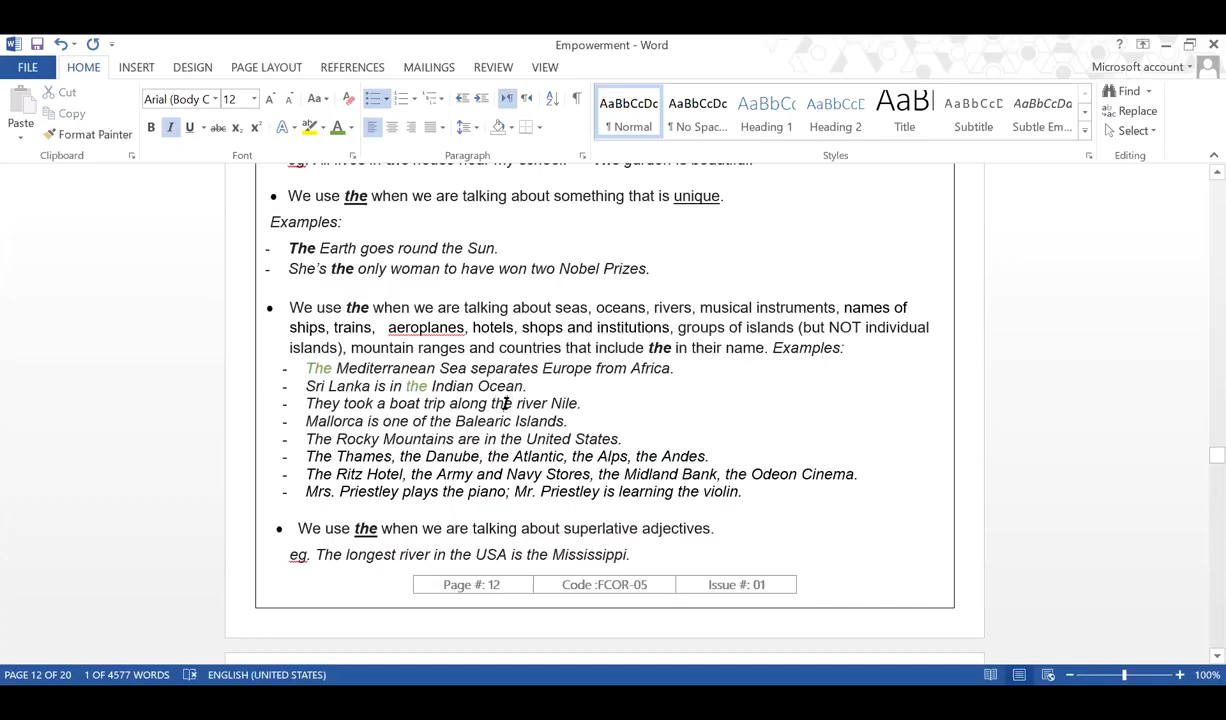 Empowerment - Word
FILE HOME INSERT DESIGN PAGE LAYOUT REFERENCES MAILINGS REVIEW VIEW Microsoft account
Paste Cut Copy Format Painter
Arial (Body C 12
B I U abc X₂ X² A
AaBbCcDc AaBbCcDc AaBbCc AaBbCcD AaB AaBbCcD AaBbCcDa
¶ Normal ¶ No Spac... Heading 1 Heading 2 Title Subtitle Subtle Em...
Find
Replace
Select
Clipboard Font Paragraph Styles Editing
• We use the when we are talking about something that is unique.
Examples:
- The Earth goes round the Sun.
- She's the only woman to have won two Nobel Prizes.
• We use the when we are talking about seas, oceans, rivers, musical instruments, names of
ships, trains, aeroplanes, hotels, shops and institutions, groups of islands (but NOT individual
islands), mountain ranges and countries that include the in their name. Examples:
- The Mediterranean Sea separates Europe from Africa.
- Sri Lanka is in the Indian Ocean.
- They took a boat trip along the river Nile.
- Mallorca is one of the Balearic Islands.
- The Rocky Mountains are in the United States.
- The Thames, the Danube, the Atlantic, the Alps, the Andes.
- The Ritz Hotel, the Army and Navy Stores, the Midland Bank, the Odeon Cinema.
- Mrs. Priestley plays the piano; Mr. Priestley is learning the violin.
• We use the when we are talking about superlative adjectives.
eg. The longest river in the USA is the Mississippi.
Page #: 12 Code :FCOR-05 Issue #: 01
PAGE 12 OF 20 1 OF 4577 WORDS ENGLISH (UNITED STATES) 100%